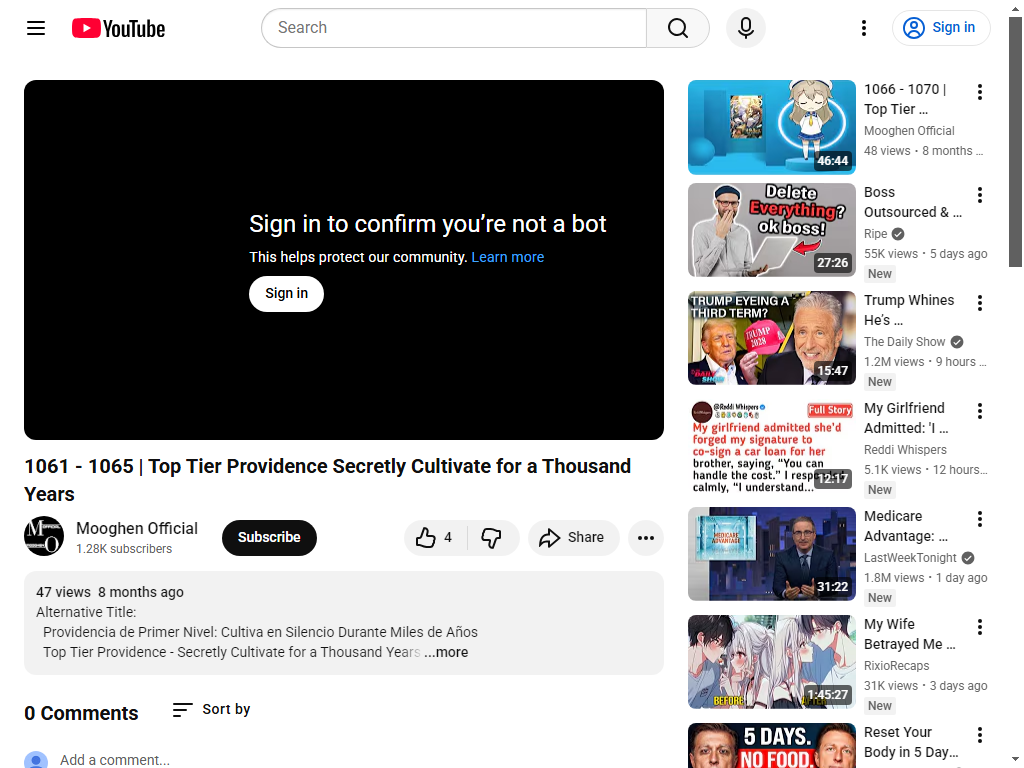 YouTube
Search
Sign in
Sign in to confirm you’re not a bot
This helps protect our community. Learn more
Sign in
1061 - 1065 | Top Tier Providence Secretly Cultivate for a Thousand
Years
Mooghen Official
1.28K subscribers
Subscribe
4
Share
47 views 8 months ago
Alternative Title:
Providencia de Primer Nivel: Cultiva en Silencio Durante Miles de Años
Top Tier Providence - Secretly Cultivate for a Thousand Years ...more
0 Comments
Sort by
Add a comment...
46:44
1066 - 1070 |
Top Tier ...
Mooghen Official
48 views • 8 months ...
Delete
Everything?
ok boss!
27:26
Boss
Outsourced & ...
Ripe
55K views • 5 days ago
New
TRUMP EYEING A
THIRD TERM?
TRUMP
2028
15:47
Trump Whines
He’s ...
The Daily Show
1.2M views • 9 hours ...
New
@Reddi Whispers
Full Story
My girlfriend admitted she'd
forged my signature to
co-sign a car loan for her
brother, saying, “You can
handle the cost.” I
calmly, “I understand...
12:17
My Girlfriend
Admitted: 'I ...
Reddi Whispers
5.1K views • 12 hours...
New
MEDICARE
ADVANTAGE
31:22
Medicare
Advantage: ...
LastWeekTonight
1.8M views • 1 day ago
New
BEFORE
1:45:27
My Wife
Betrayed Me ...
RixioRecaps
31K views • 3 days ago
New
5 DAYS.
NO FOOD.
Reset Your
Body in 5 Day...